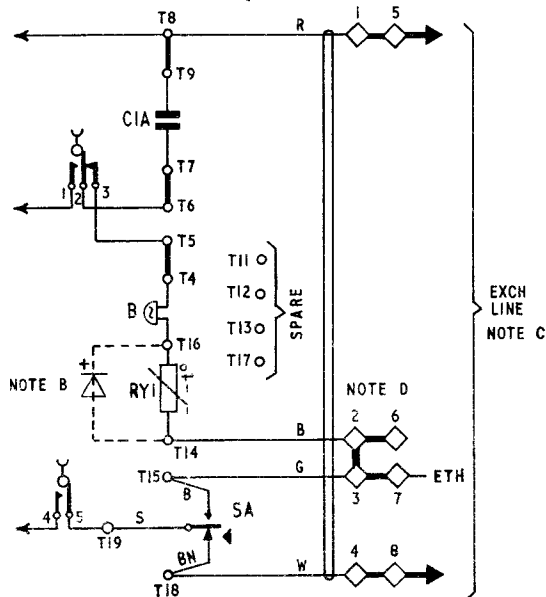 T8
R
1
5
T9
C1A
T7
1
2
3
T6
T5
T4
T11
T12
T13
T17
SPARE
EXCH
LINE
NOTE C
B
T16
+
NOTE B
RY1
-t°
NOTE D
2
6
B
T14
G
T15
B
3
7
ETH
SA
4
5
S
T19
BN
W
4
8
T18